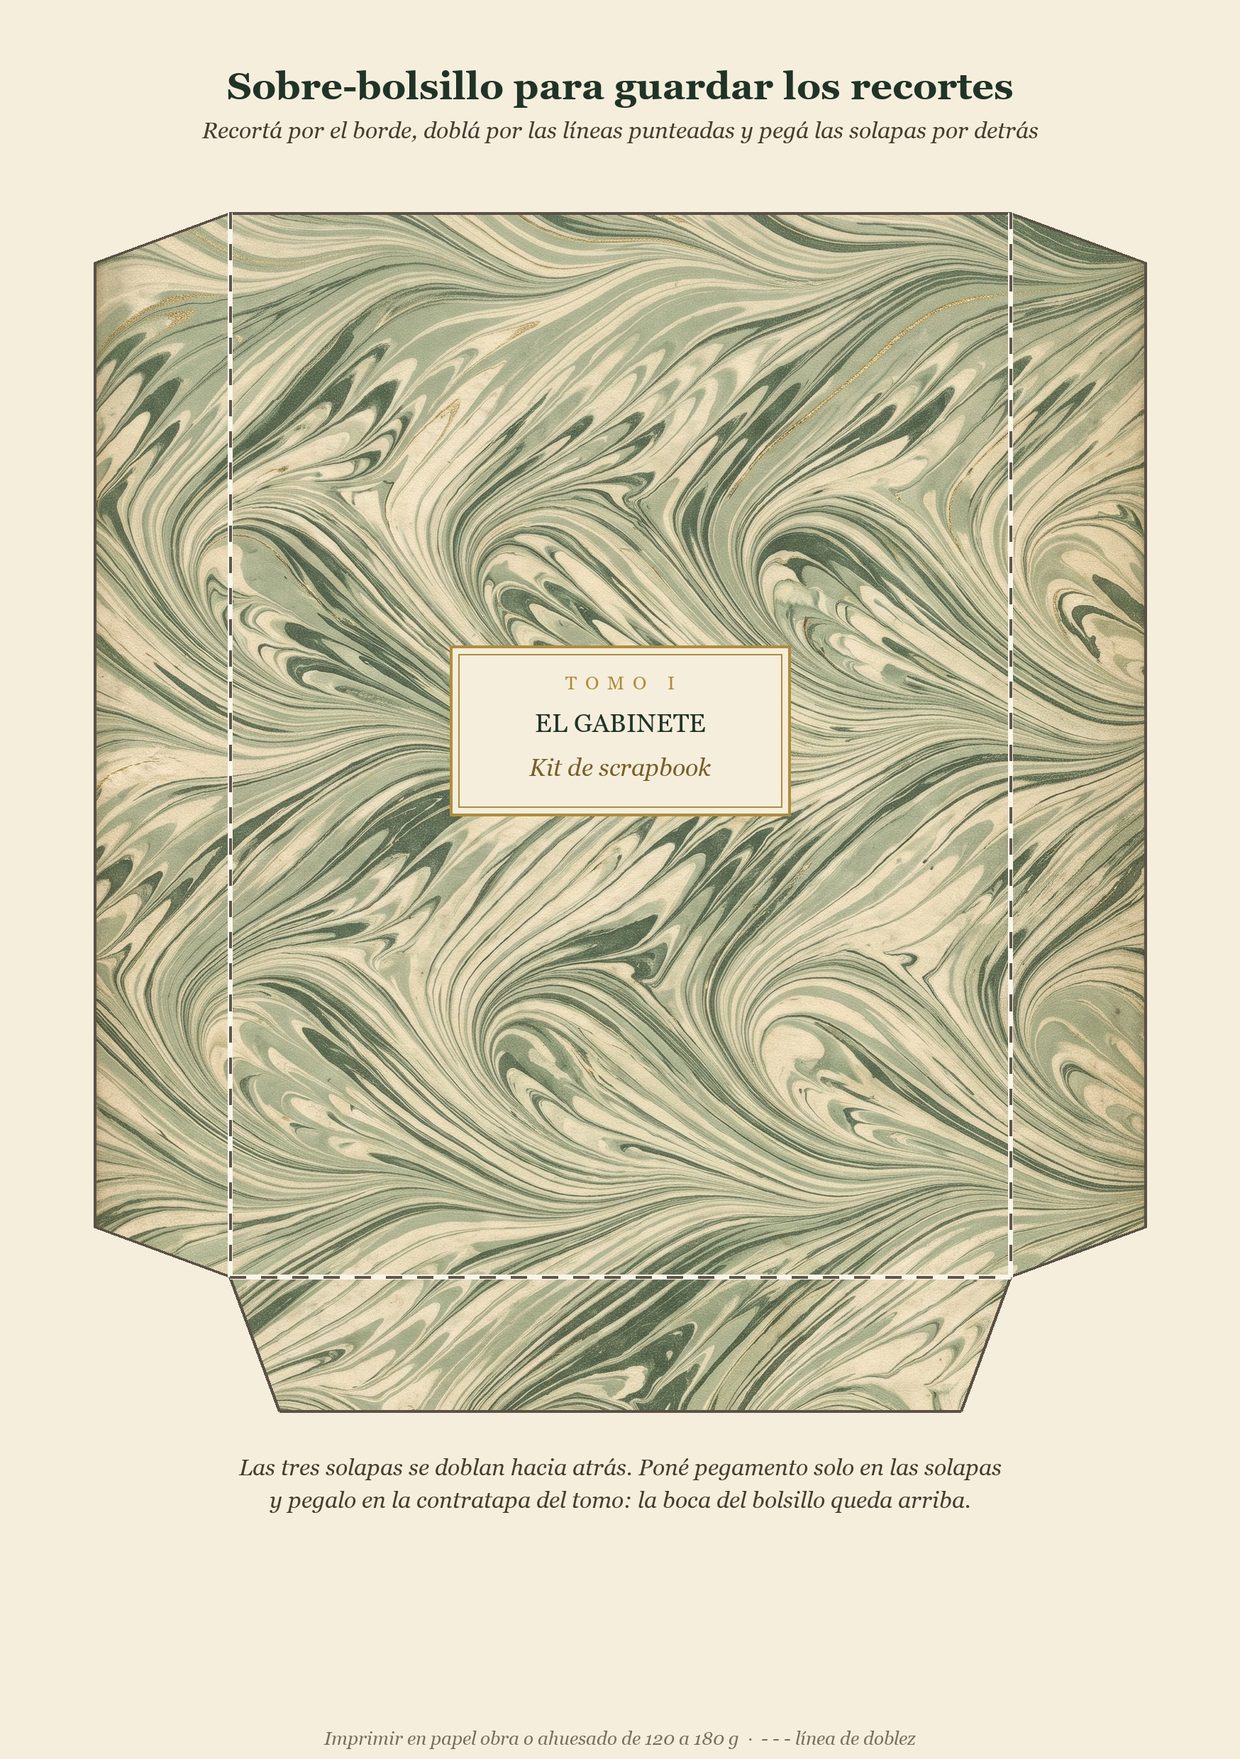 Sobre-bolsillo para guardar los recortes
Recortá por el borde, doblá por las líneas punteadas y pegá las solapas por detrás
TOMO I
EL GABINETE
Kit de scrapbook
Las tres solapas se doblan hacia atrás. Poné pegamento solo en las solapas
y pegalo en la contratapa del tomo: la boca del bolsillo queda arriba.
Imprimir en papel obra o ahuesado de 120 a 180 g · - - - línea de doblez